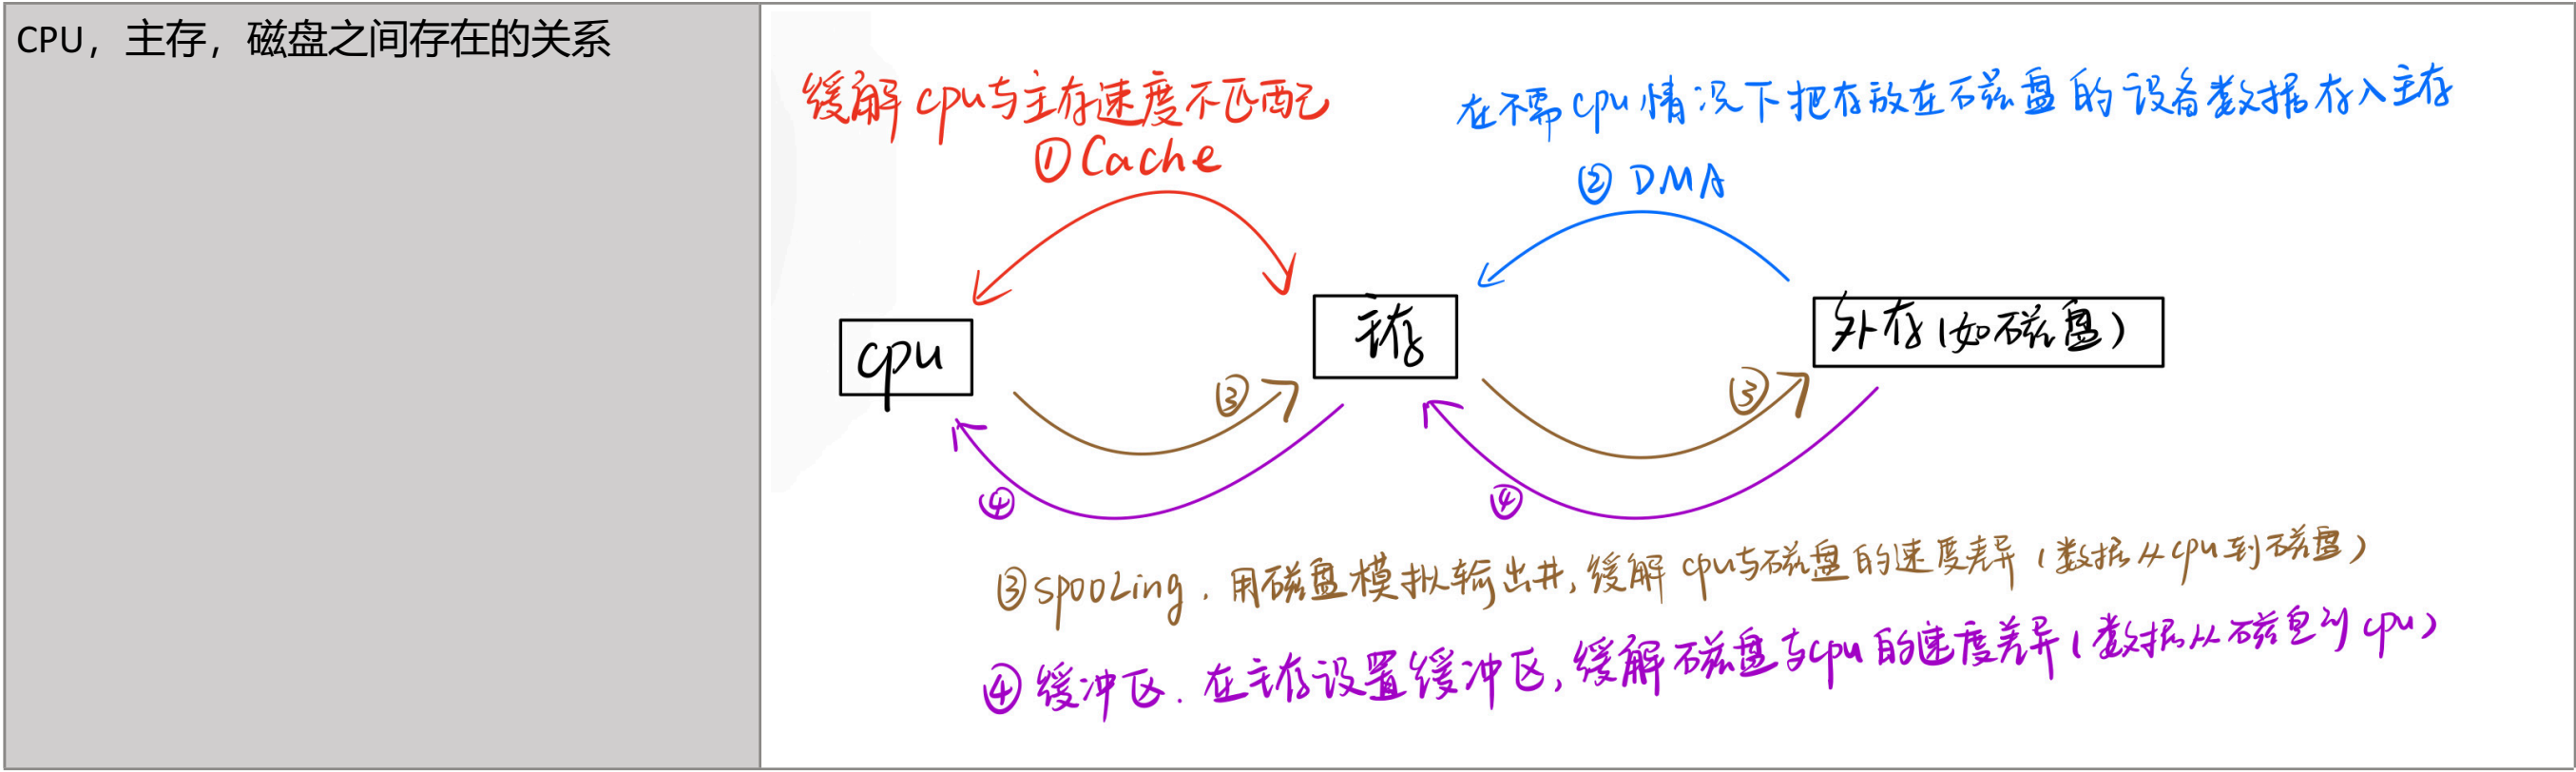 CPU，主存，磁盘之间存在的关系
缓解cpu与主存速度不匹配
①Cache
在不需cpu情况下把存放在磁盘的设备数据存入主存
②DMA
cpu
主存
外存(如磁盘)
③
③
④
④
③spooLing. 用磁盘模拟输出井,缓解cpu与磁盘的速度差异(数据从cpu到磁盘)
④缓冲区. 在主存设置缓冲区,缓解磁盘与cpu的速度差异(数据从磁盘到cpu)